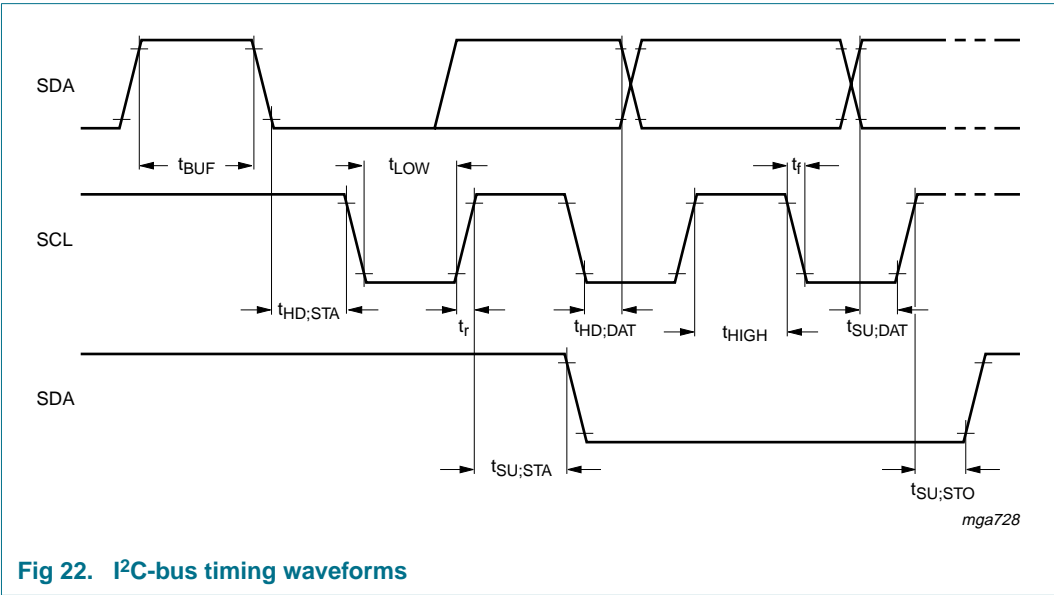 SDA
tBUF
tLOW
tf
SCL
tHD;STA
tr
tHD;DAT
tHIGH
tSU;DAT
SDA
tSU;STA
tSU;STO
mga728
Fig 22. I²C-bus timing waveforms